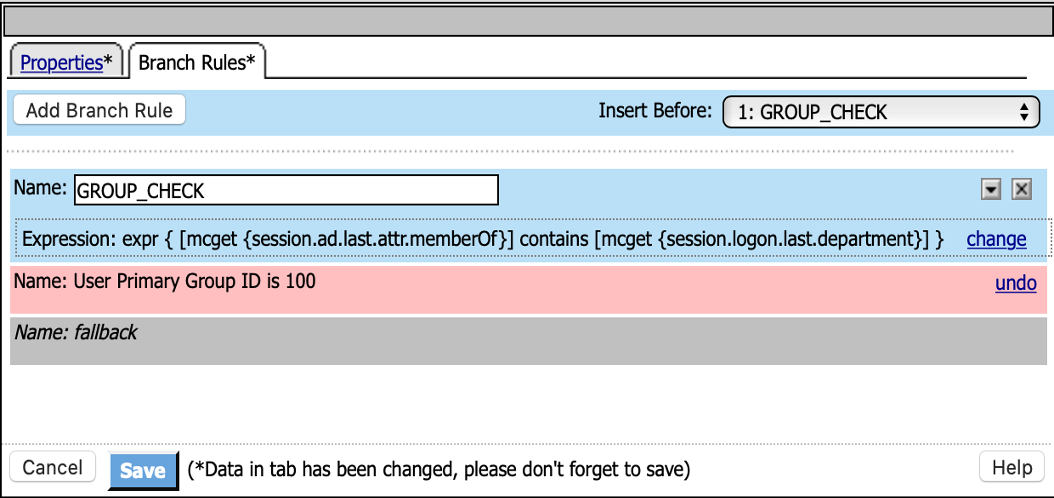 Properties* Branch Rules*
Add Branch Rule Insert Before: 1: GROUP_CHECK
Name: GROUP_CHECK
Expression: expr { [mcget {session.ad.last.attr.memberOf}] contains [mcget {session.logon.last.department}] } change
Name: User Primary Group ID is 100 undo
Name: fallback
Cancel Save (*Data in tab has been changed, please don't forget to save) Help